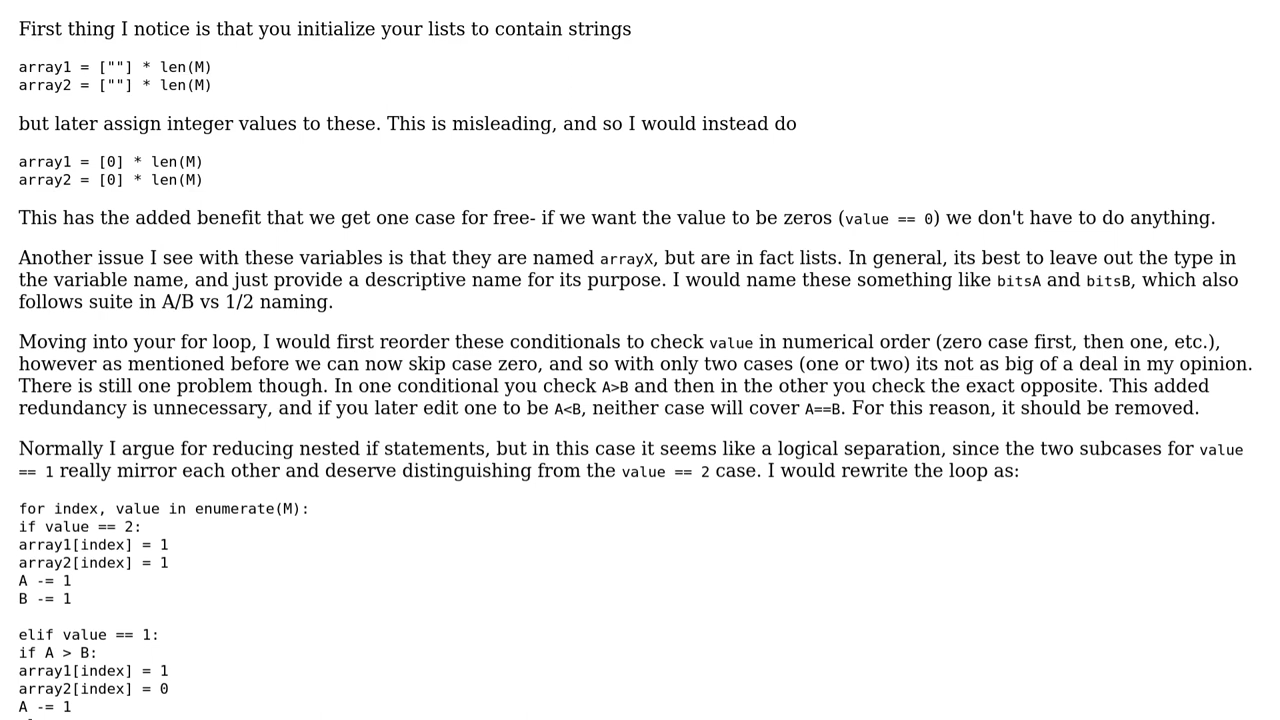 First thing I notice is that you initialize your lists to contain strings
array1 = [""] * len(M)
array2 = [""] * len(M)
but later assign integer values to these. This is misleading, and so I would instead do
array1 = [0] * len(M)
array2 = [0] * len(M)
This has the added benefit that we get one case for free- if we want the value to be zeros (value == 0) we don't have to do anything.
Another issue I see with these variables is that they are named arrayX, but are in fact lists. In general, its best to leave out the type in
the variable name, and just provide a descriptive name for its purpose. I would name these something like bitsA and bitsB, which also
follows suite in A/B vs 1/2 naming.
Moving into your for loop, I would first reorder these conditionals to check value in numerical order (zero case first, then one, etc.),
however as mentioned before we can now skip case zero, and so with only two cases (one or two) its not as big of a deal in my opinion.
There is still one problem though. In one conditional you check A>B and then in the other you check the exact opposite. This added
redundancy is unnecessary, and if you later edit one to be A<B, neither case will cover A==B. For this reason, it should be removed.
Normally I argue for reducing nested if statements, but in this case it seems like a logical separation, since the two subcases for value
== 1 really mirror each other and deserve distinguishing from the value == 2 case. I would rewrite the loop as:
for index, value in enumerate(M):
if value == 2:
array1[index] = 1
array2[index] = 1
A -= 1
B -= 1
elif value == 1:
if A > B:
array1[index] = 1
array2[index] = 0
A -= 1